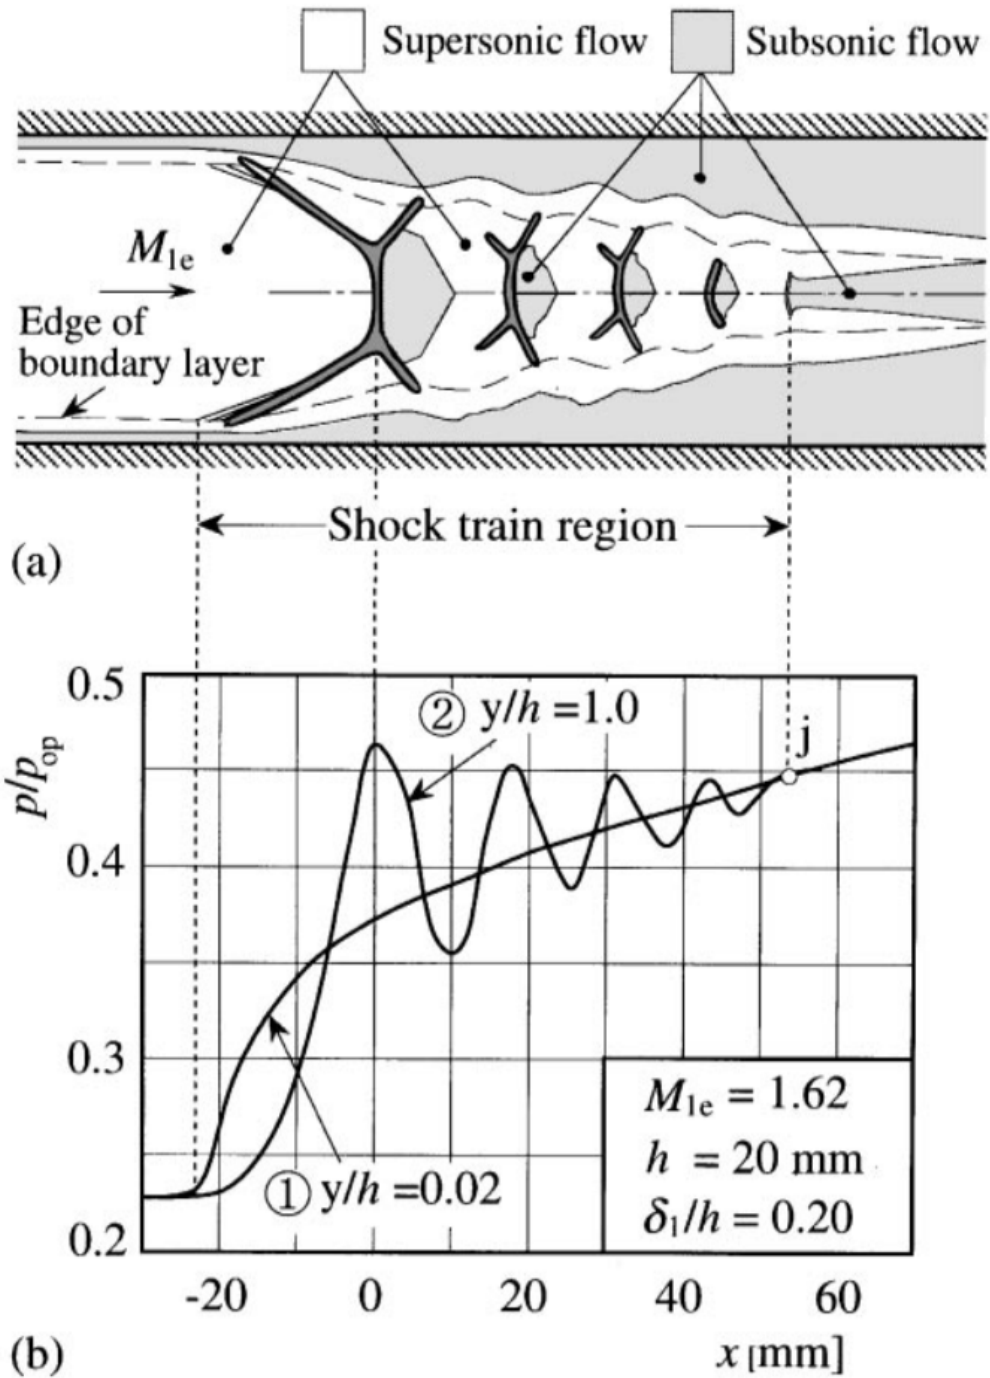 Supersonic flow
Subsonic flow
M1e
Edge of
boundary layer
Shock train region
(a)
0.5
② y/h =1.0
j
p/pop
0.4
0.3
M1e = 1.62
h = 20 mm
① y/h =0.02
δ1/h = 0.20
0.2
-20 0 20 40 60
(b)
x [mm]